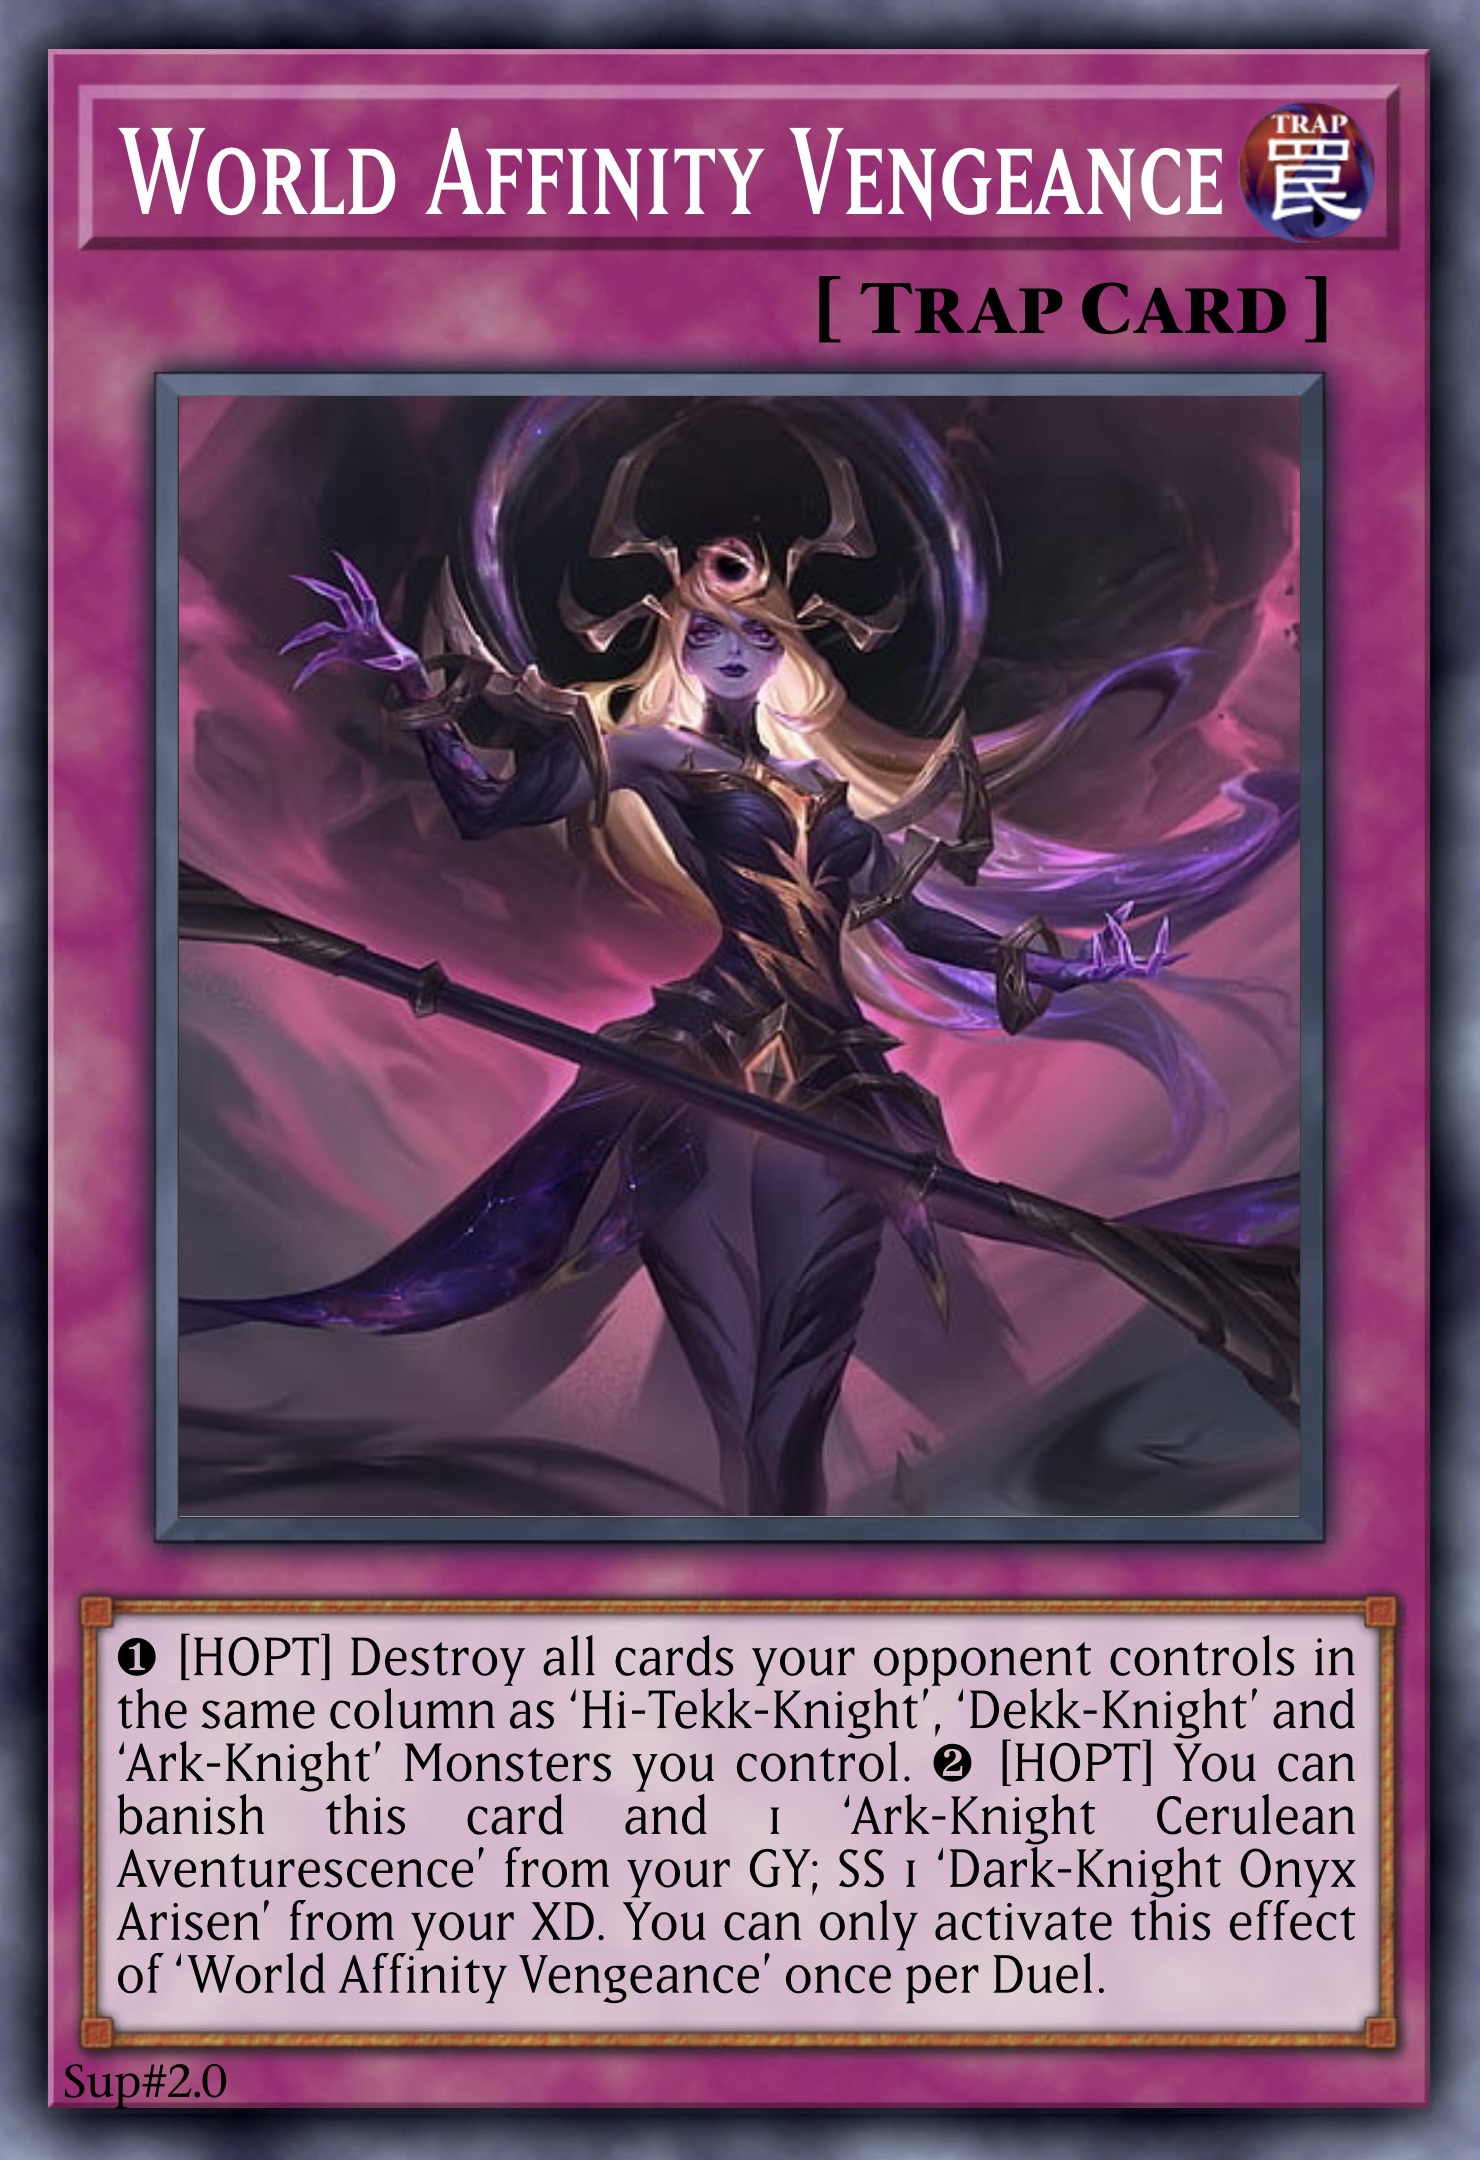 World Affinity Vengeance
TRAP
罠
[ Trap Card ]
❶ [HOPT] Destroy all cards your opponent controls in
the same column as ‘Hi-Tekk-Knight’, ‘Dekk-Knight’ and
‘Ark-Knight’ Monsters you control. ❷ [HOPT] You can
banish this card and 1 ‘Ark-Knight Cerulean
Aventurescence’ from your GY; SS 1 ‘Dark-Knight Onyx
Arisen’ from your XD. You can only activate this effect
of ‘World Affinity Vengeance’ once per Duel.
Sup#2.0